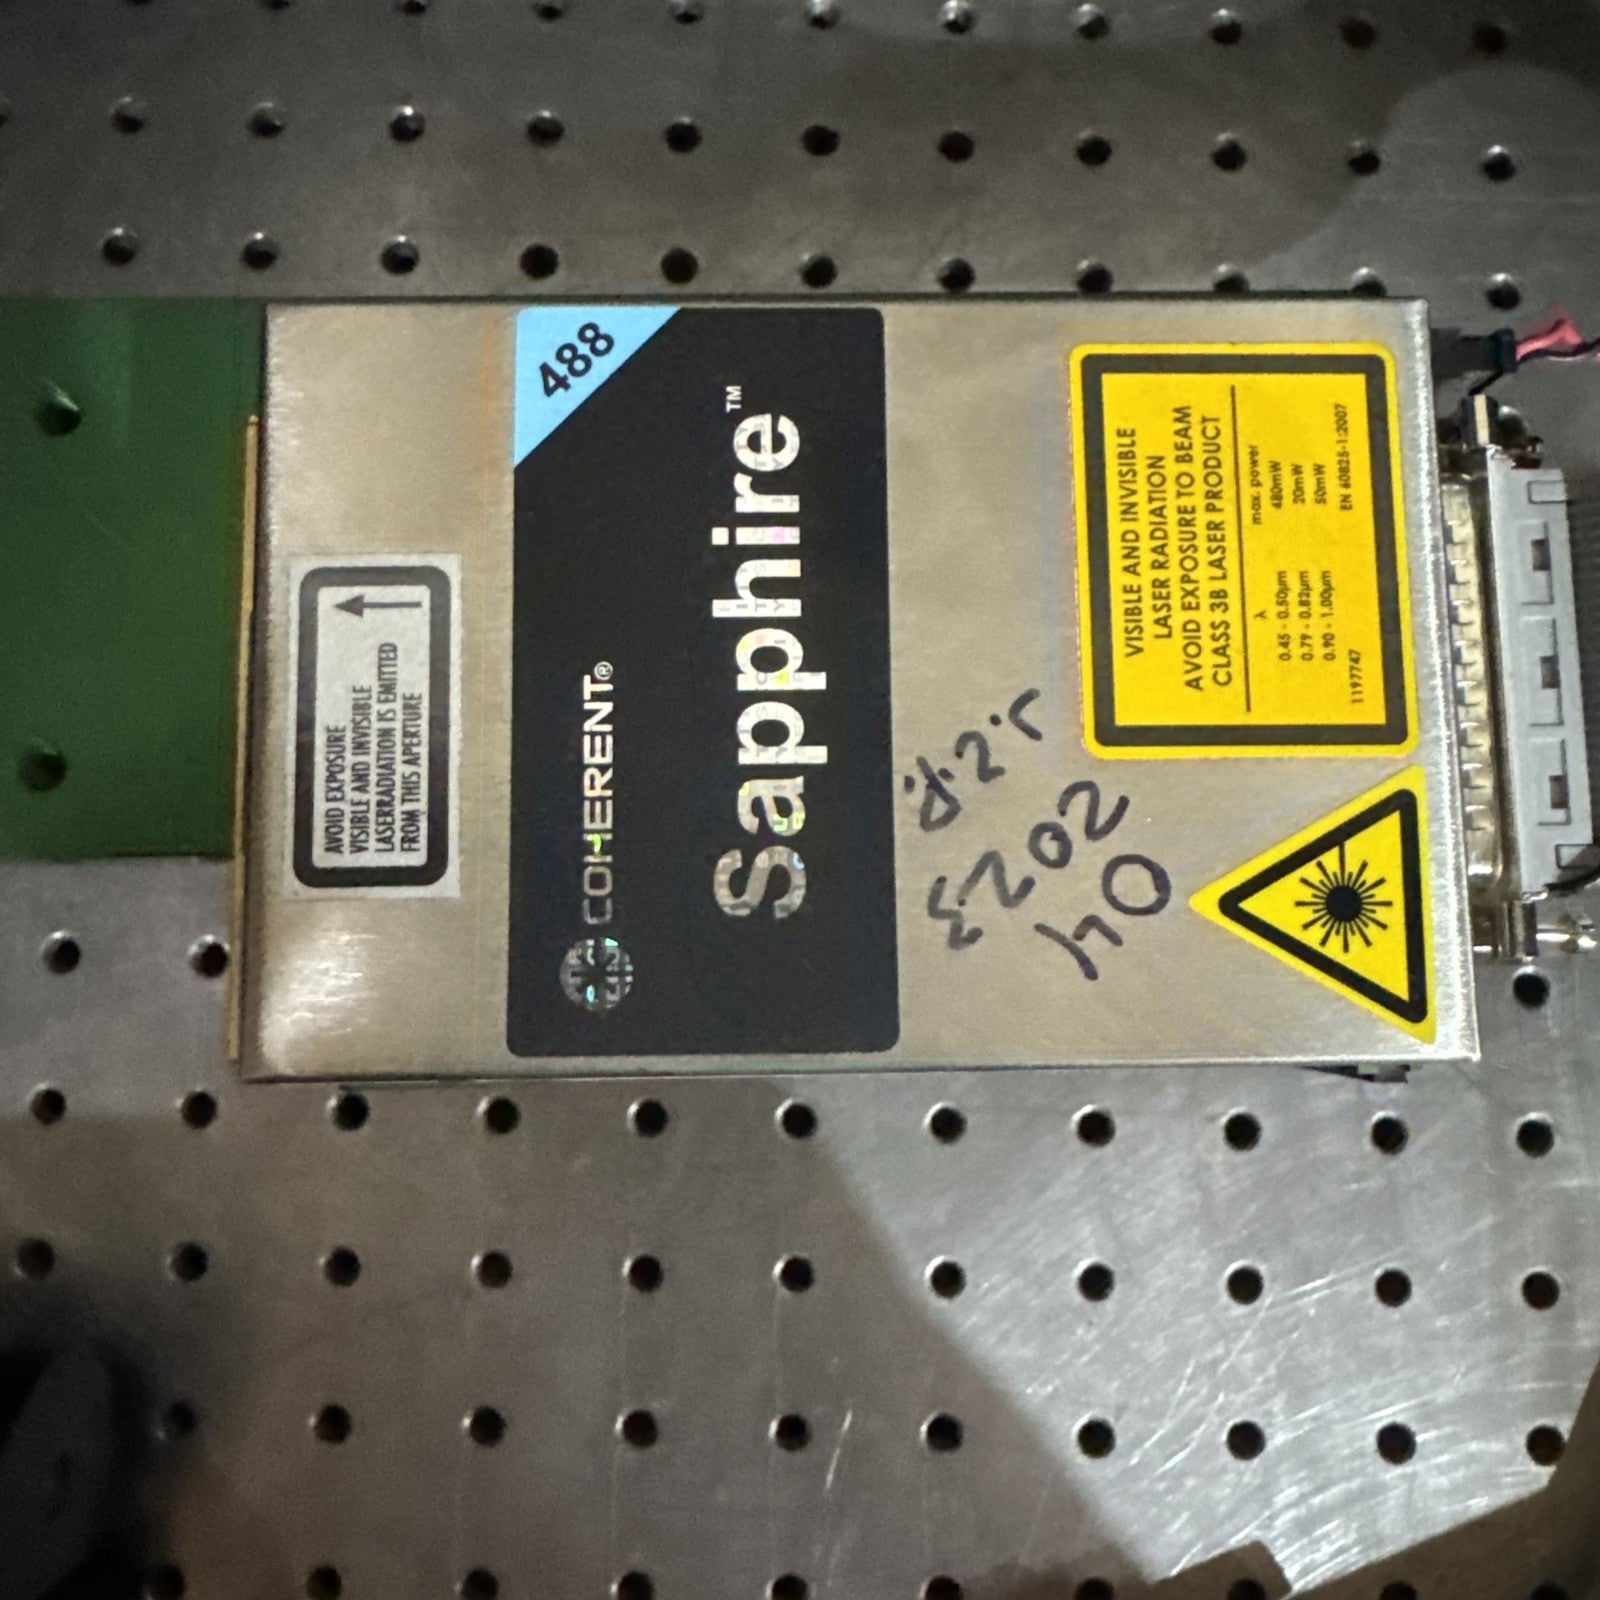 AVOID EXPOSURE
VISIBLE AND INVISIBLE
LASERRADIATION IS EMITTED
FROM THIS APERTURE
488
COHERENT®
Sapphire™
VISIBLE AND INVISIBLE
LASER RADIATION
AVOID EXPOSURE TO BEAM
CLASS 3B LASER PRODUCT
λ max. power
0.45 - 0.50µm 480mW
0.79 - 0.82µm 20mW
0.90 - 1.00µm 50mW
1197747 EN 60825-1:2007